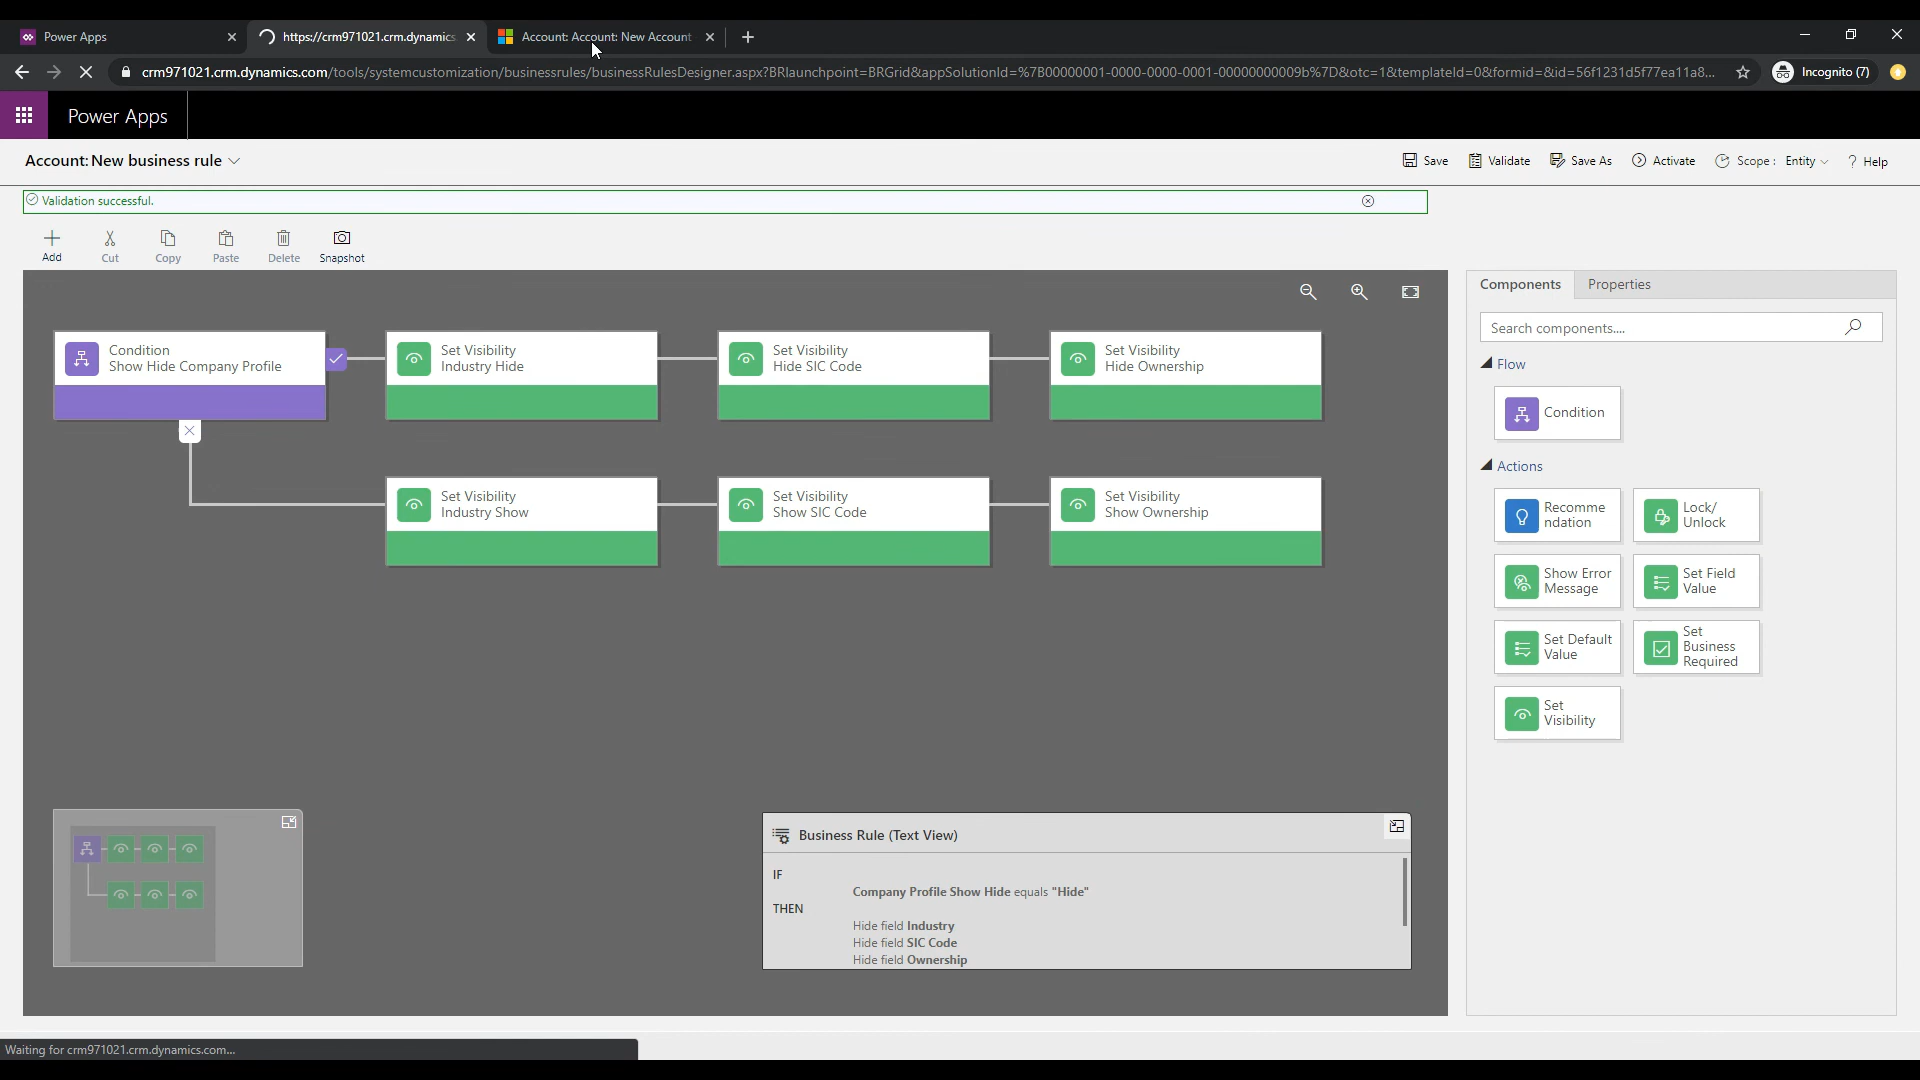 Power Apps
https://crm971021.crm.dynamics
Account: Account: New Account
crm971021.crm.dynamics.com/tools/systemcustomization/businessrules/businessRulesDesigner.aspx?BRlaunchpoint=BRGrid&appSolutionId=%7B00000001-0000-0000-0001-00000000009b%7D&otc=1&templateId=0&formid=&id=56f1231d5f77ea11a8...
Incognito (7)
Power Apps
Account: New business rule
Save
Validate
Save As
Activate
Scope :
Entity
? Help
Validation successful.
Add
Cut
Copy
Paste
Delete
Snapshot
Components
Properties
Search components....
Flow
Condition
Actions
Recomme
ndation
Lock/
Unlock
Show Error
Message
Set Field
Value
Set Default
Value
Set
Business
Required
Set
Visibility
Condition
Show Hide Company Profile
Set Visibility
Industry Hide
Set Visibility
Hide SIC Code
Set Visibility
Hide Ownership
Set Visibility
Industry Show
Set Visibility
Show SIC Code
Set Visibility
Show Ownership
Business Rule (Text View)
IF
Company Profile Show Hide equals "Hide"
THEN
Hide field Industry
Hide field SIC Code
Hide field Ownership
Waiting for crm971021.crm.dynamics.com...